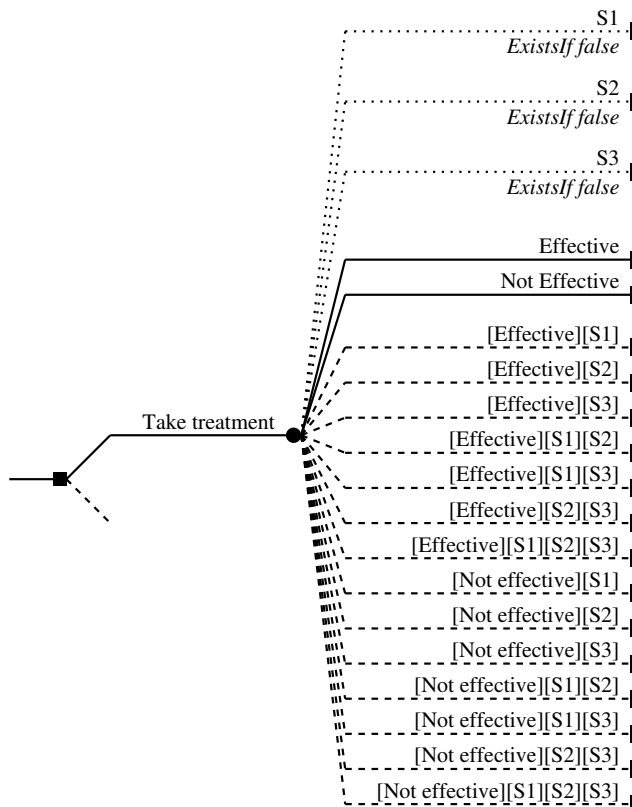 S1
ExistsIf false
S2
ExistsIf false
S3
ExistsIf false
Effective
Not Effective
[Effective][S1]
[Effective][S2]
[Effective][S3]
Take treatment
[Effective][S1][S2]
[Effective][S1][S3]
[Effective][S2][S3]
[Effective][S1][S2][S3]
[Not effective][S1]
[Not effective][S2]
[Not effective][S3]
[Not effective][S1][S2]
[Not effective][S1][S3]
[Not effective][S2][S3]
[Not effective][S1][S2][S3]